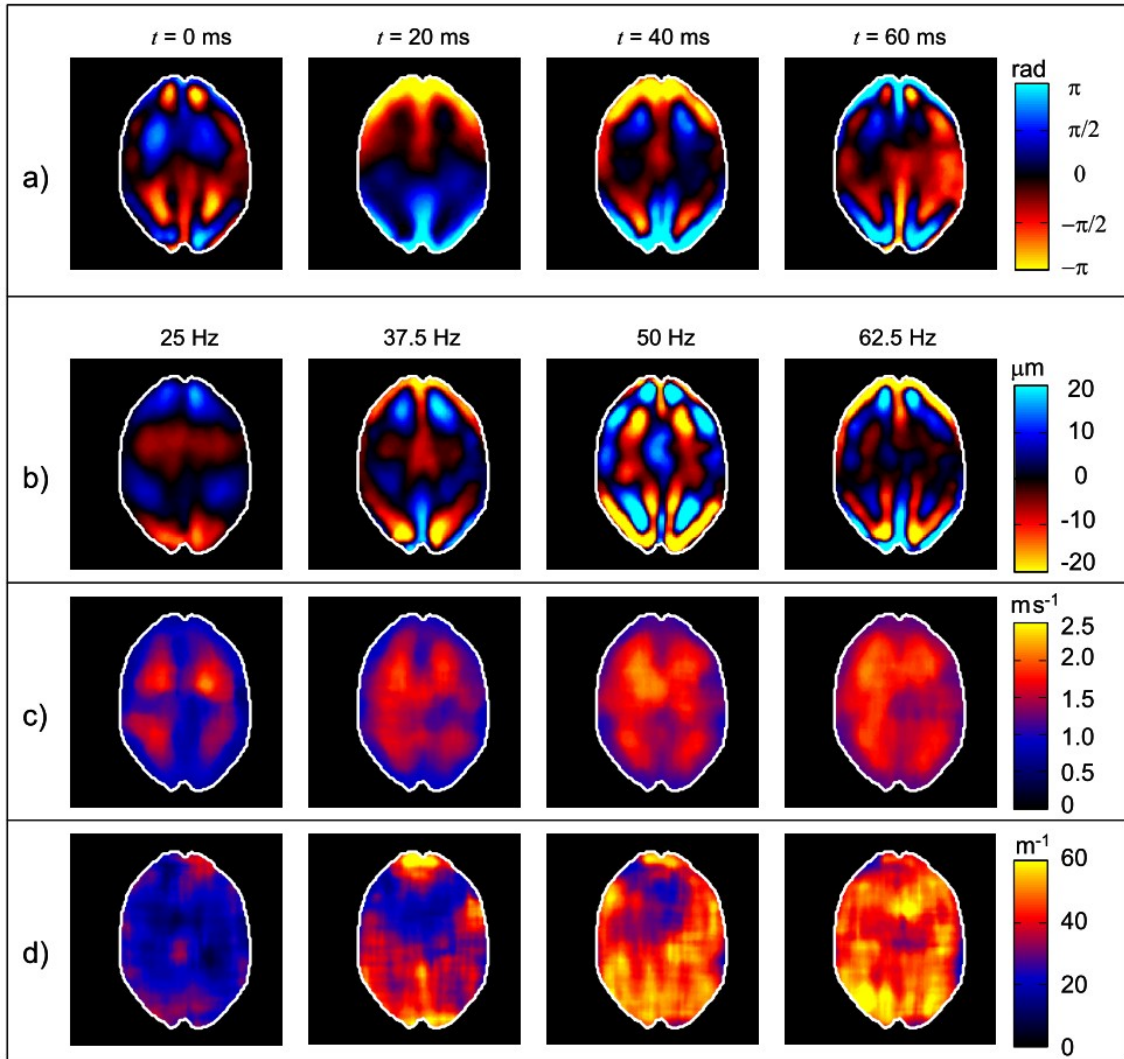 t = 0 ms t = 20 ms t = 40 ms t = 60 ms
rad
π
π/2
a) 0
−π/2
−π
25 Hz 37.5 Hz 50 Hz 62.5 Hz
μm
20
10
b) 0
-10
-20
ms⁻¹
2.5
2.0
c) 1.5
1.0
0.5
0
m⁻¹
60
40
d) 20
0